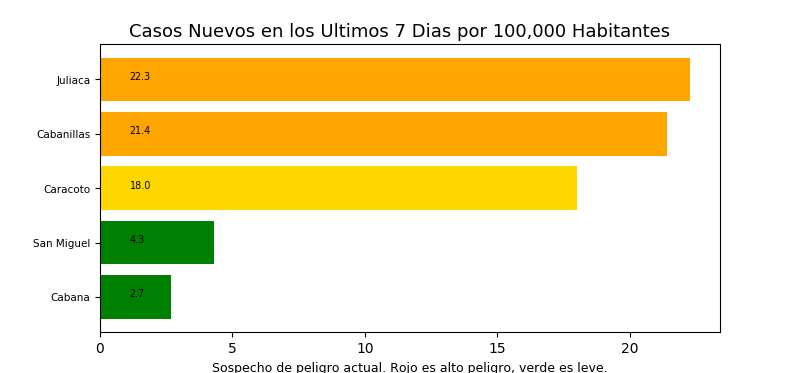 Casos Nuevos en los Ultimos 7 Dias por 100,000 Habitantes
Juliaca 22.3
Cabanillas 21.4
Caracoto 18.0
San Miguel 4.3
Cabana 2.7
0 5 10 15 20
Sospecho de peligro actual. Rojo es alto peligro, verde es leve.